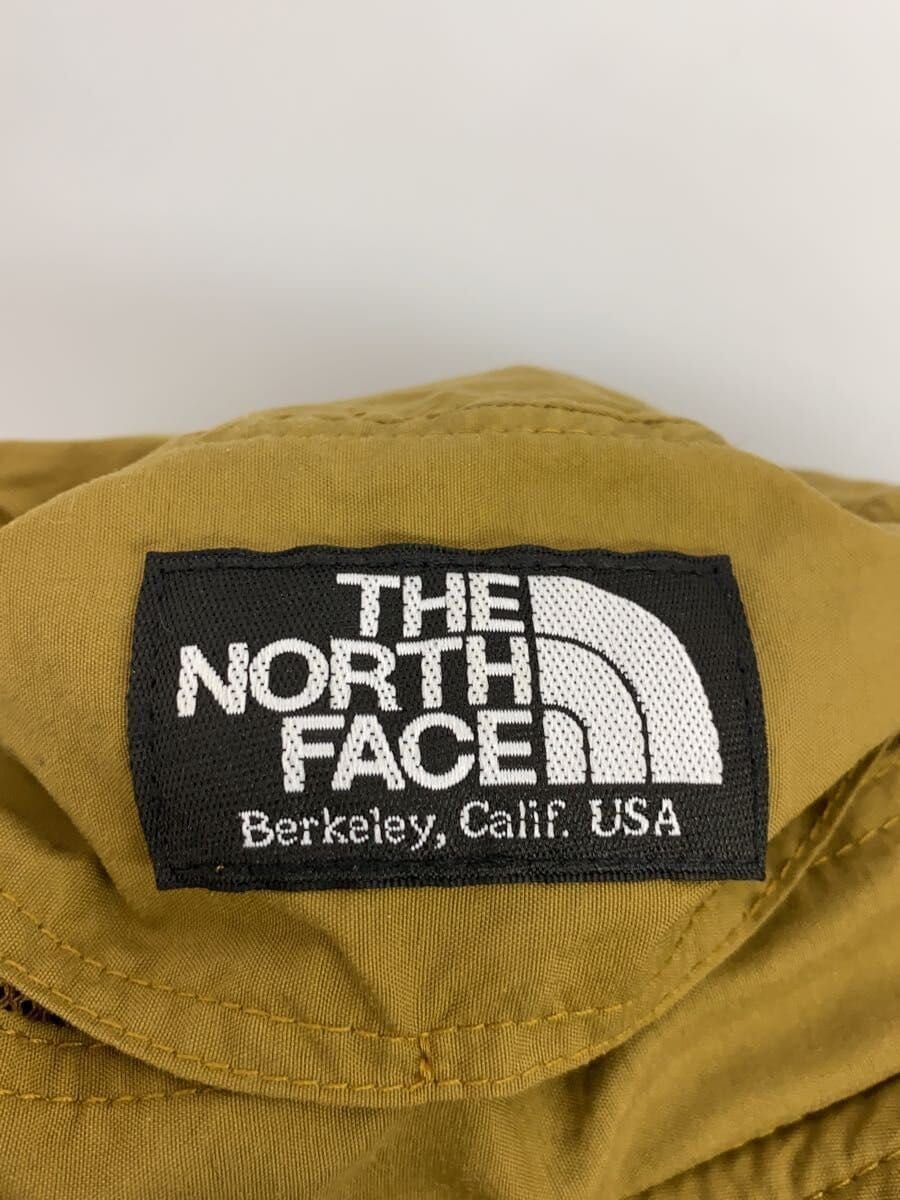 THE
NORTH
FACE
Berkeley, Calif. USA